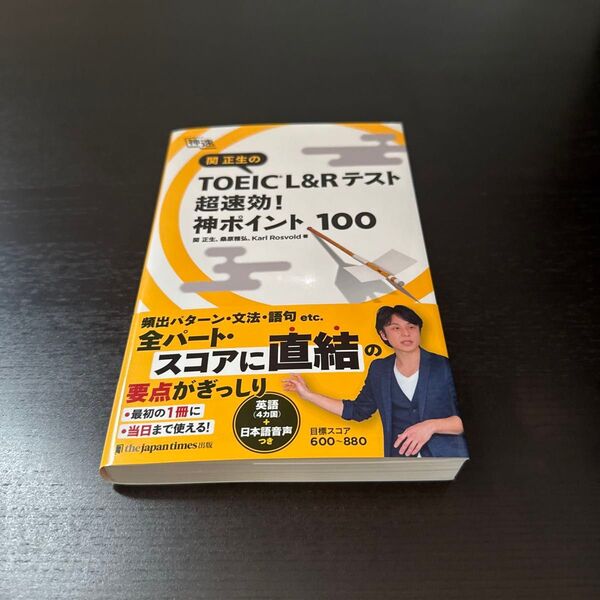 神速
関 正生の
TOEIC® L&Rテスト
超速効!
神ポイント 100
関 正生、桑原雅弘、Karl Rosvold 著
頻出パターン・文法・語句 etc.
全パート・
スコアに直結の
要点がぎっしり
・最初の1冊に
・当日まで使える!
英語
(4カ国)
+
日本語音声
つき
目標スコア
600~880
the japan times 出版